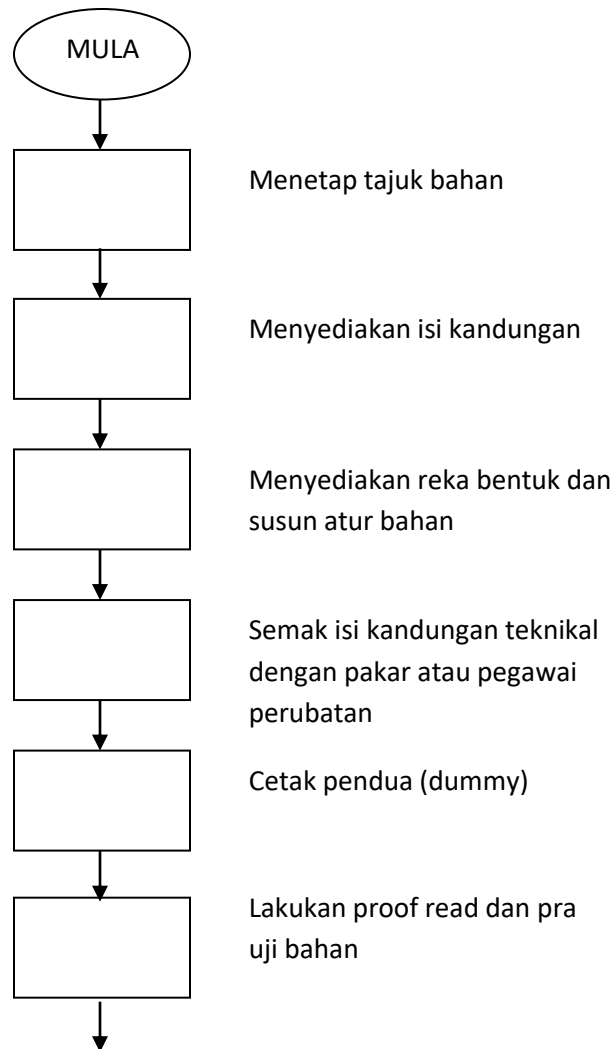 MULA
Menetap tajuk bahan
Menyediakan isi kandungan
Menyediakan reka bentuk dan
susun atur bahan
Semak isi kandungan teknikal
dengan pakar atau pegawai
perubatan
Cetak pendua (dummy)
Lakukan proof read dan pra
uji bahan